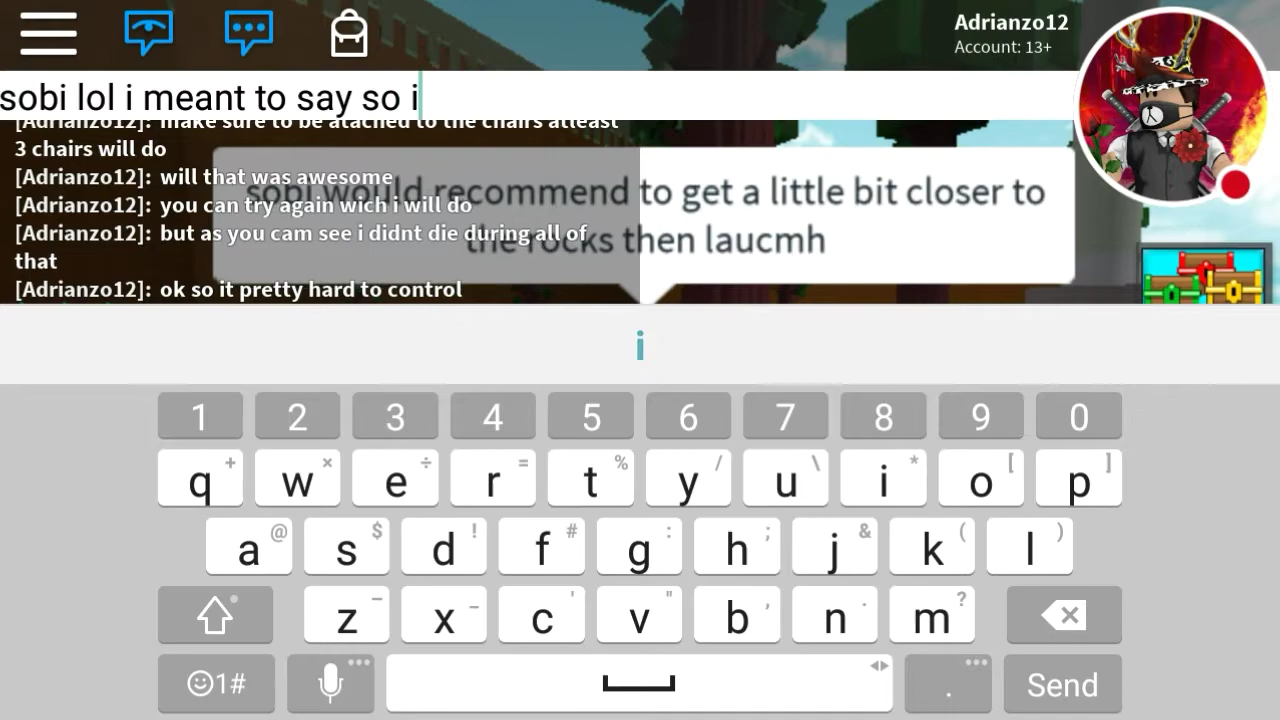 Adrianzo12
Account: 13+
sobi lol i meant to say so i
[Adrianzo12]: make sure to be atached to the chairs atleast
3 chairs will do
[Adrianzo12]: will that was awesome
[Adrianzo12]: you can try again wich i will do
[Adrianzo12]: but as you cam see i didnt die during all of
that
[Adrianzo12]: ok so it pretty hard to control
sobi would recommend to get a little bit closer to
the rocks then laucmh
i
1 2 3 4 5 6 7 8 9 0
q + w × e ÷ r = t % y / u \ i * o [ p ]
a @ s $ d ! f # g : h ; j & k ( l )
z – x _ c ' v " b , n . m ?
1# . Send